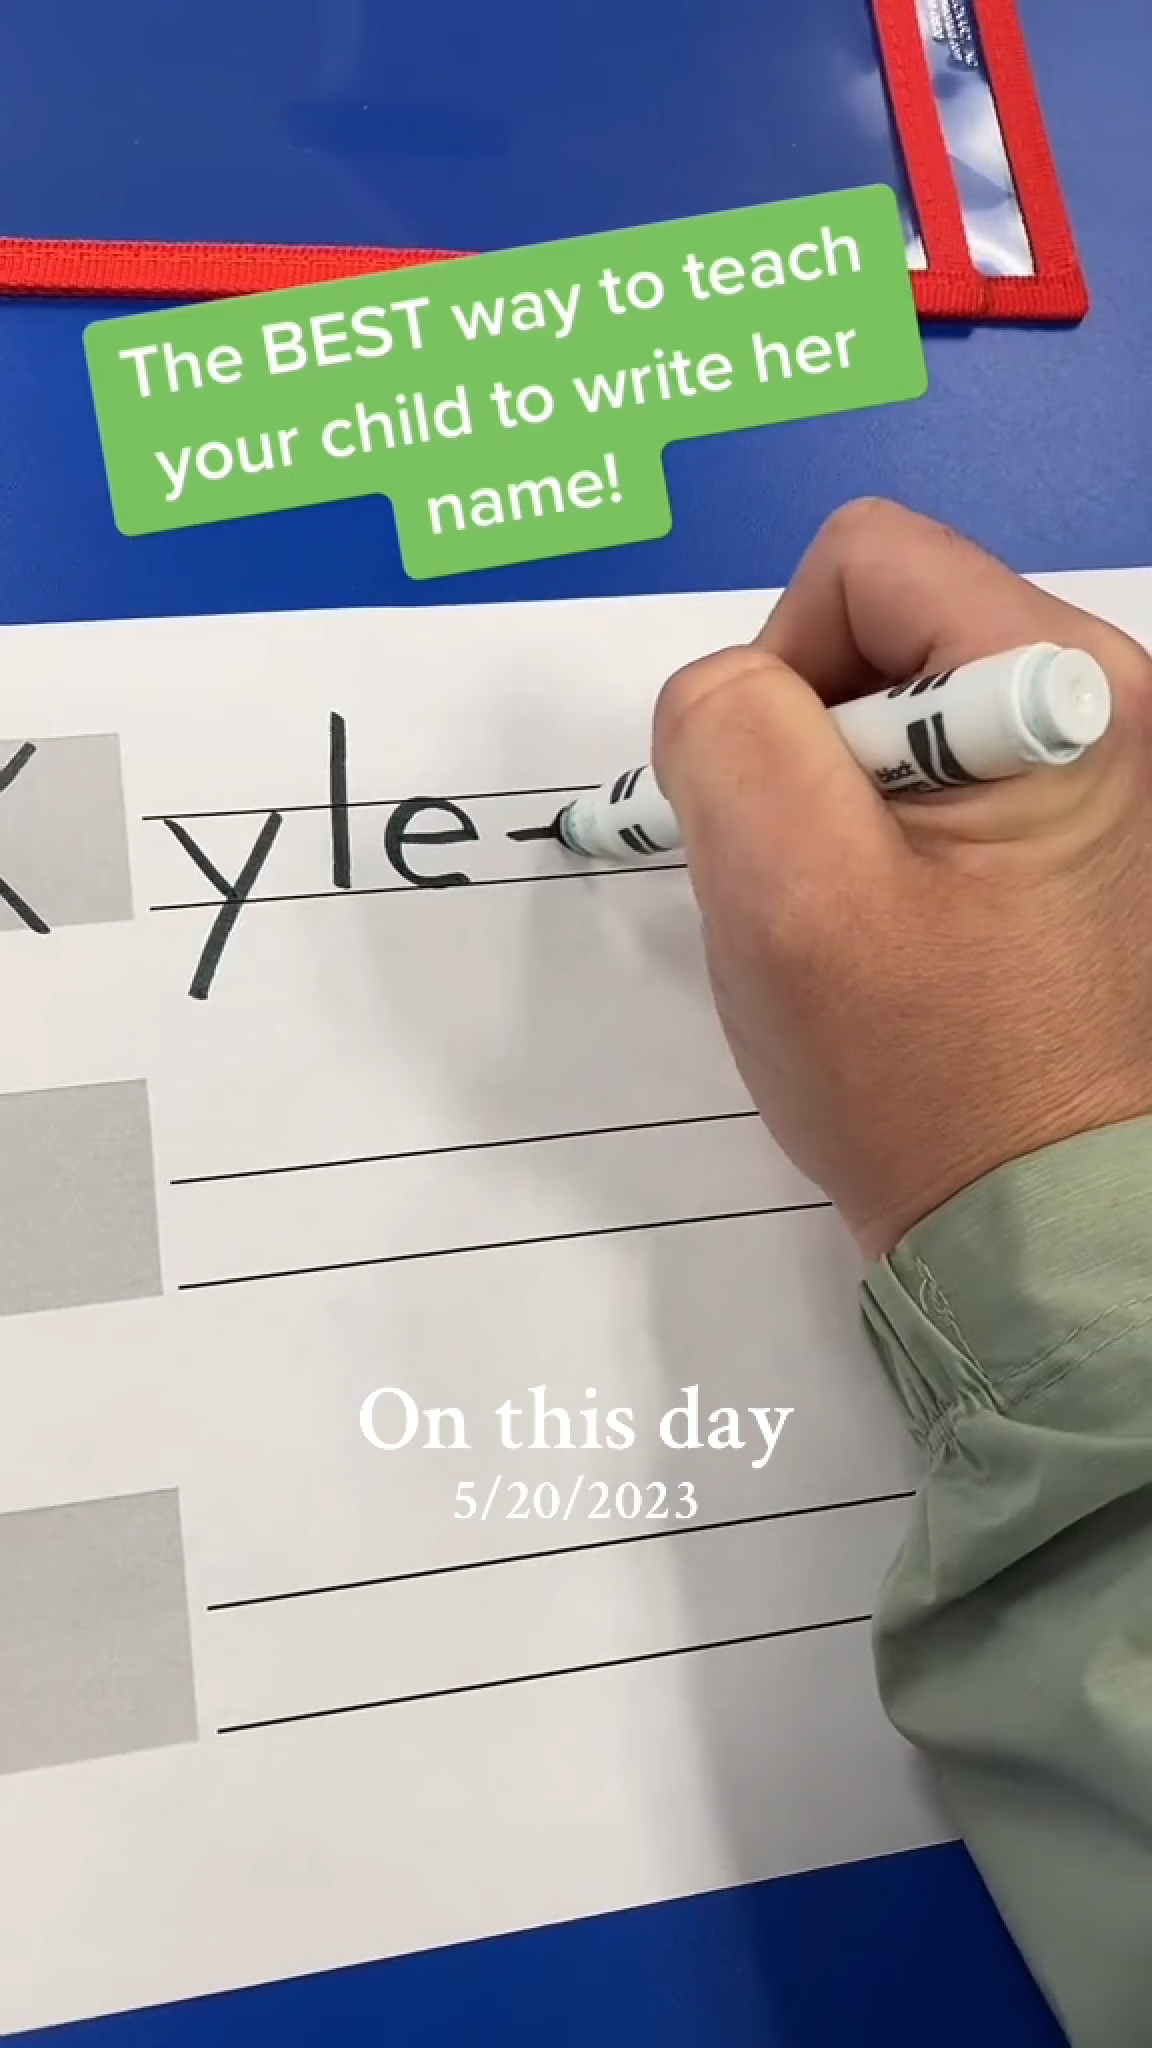 The BEST way to teach
your child to write her
name!
Kyle
black
On this day
5/20/2023